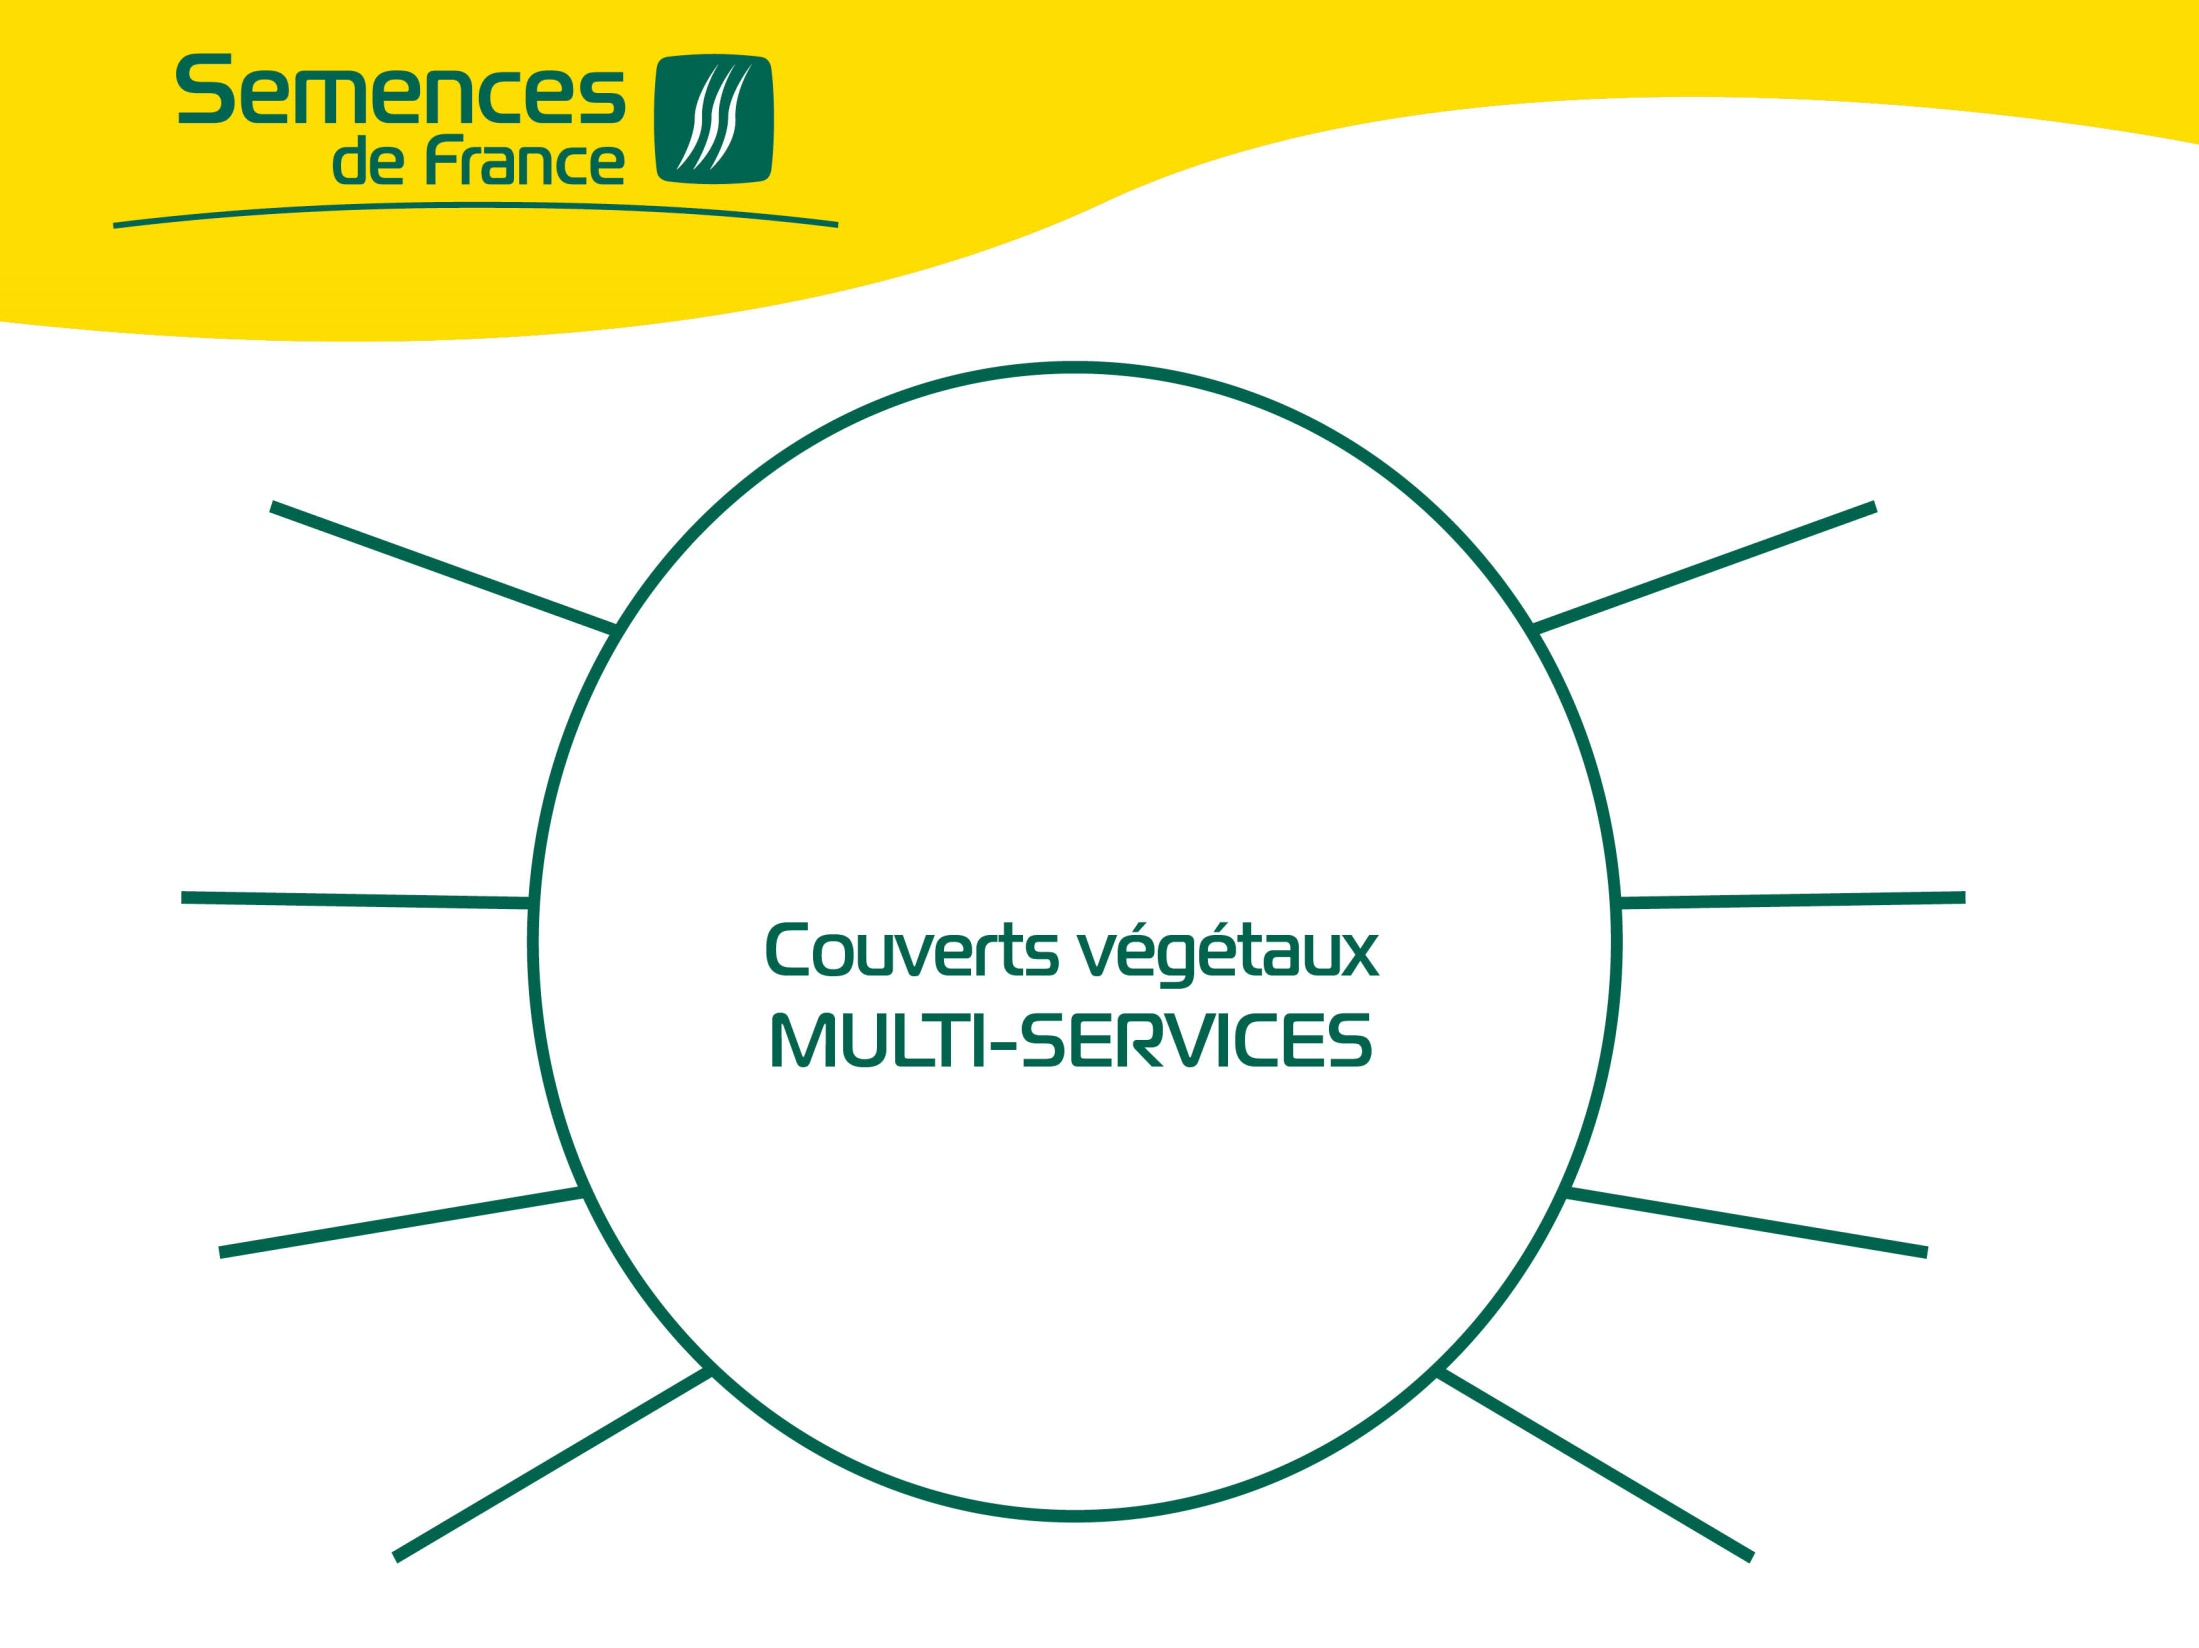 Semences
de France
Couverts végétaux
MULTI-SERVICES